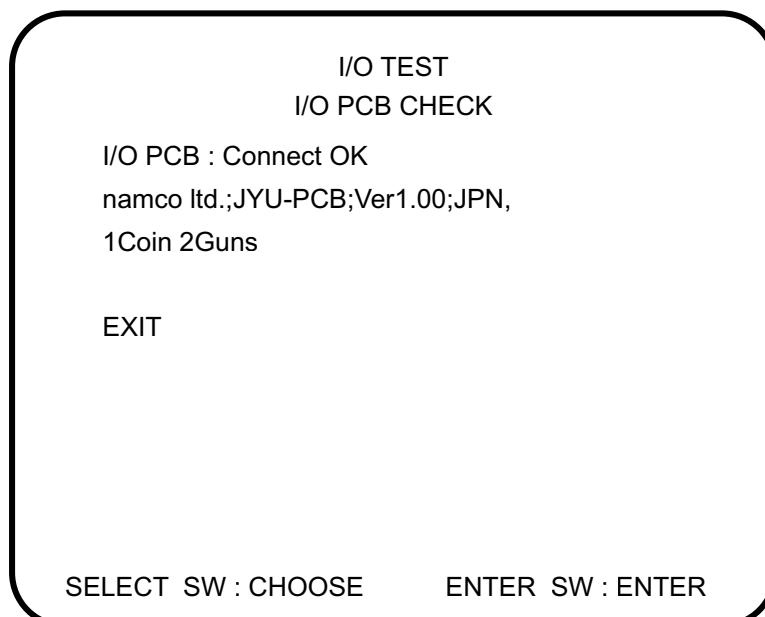 I/O TEST
I/O PCB CHECK
I/O PCB : Connect OK
namco ltd.;JYU-PCB;Ver1.00;JPN,
1Coin 2Guns
EXIT
SELECT SW : CHOOSE ENTER SW : ENTER